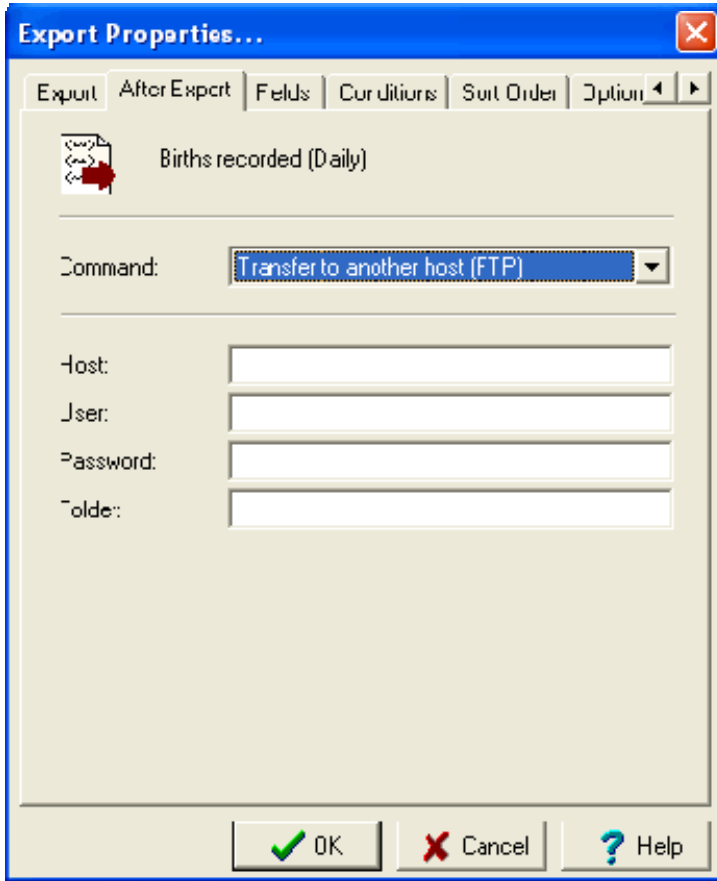 Export Properties...
Export After Export Fields Conditions Sort Order Option
Births recorded (Daily)
Command: Transfer to another host (FTP)
Host:
User:
Password:
Folder:
OK Cancel Help